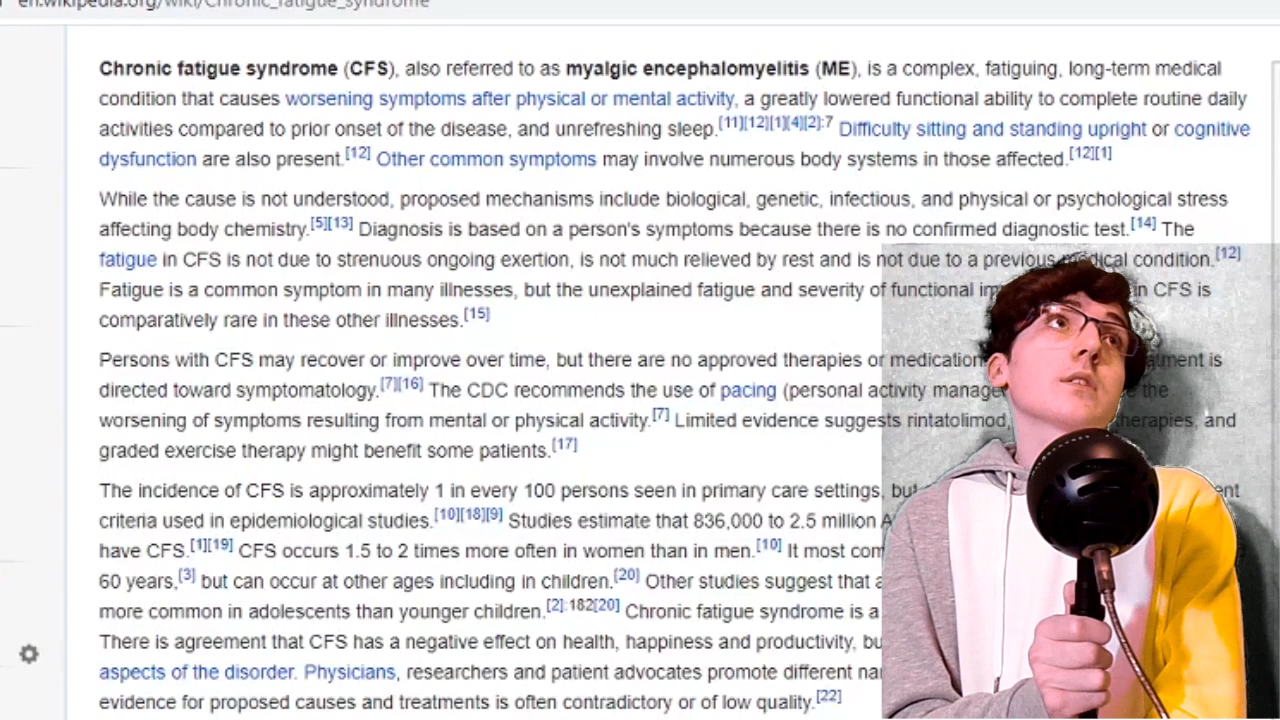 en.wikipedia.org/wiki/Chronic_fatigue_syndrome
Chronic fatigue syndrome (CFS), also referred to as myalgic encephalomyelitis (ME), is a complex, fatiguing, long-term medical
condition that causes worsening symptoms after physical or mental activity, a greatly lowered functional ability to complete routine daily
activities compared to prior onset of the disease, and unrefreshing sleep.[11][12][1][4][2]:7 Difficulty sitting and standing upright or cognitive
dysfunction are also present.[12] Other common symptoms may involve numerous body systems in those affected.[12][1]
While the cause is not understood, proposed mechanisms include biological, genetic, infectious, and physical or psychological stress
affecting body chemistry.[5][13] Diagnosis is based on a person's symptoms because there is no confirmed diagnostic test.[14] The
fatigue in CFS is not due to strenuous ongoing exertion, is not much relieved by rest and is not due to a previous medical condition.[12]
Fatigue is a common symptom in many illnesses, but the unexplained fatigue and severity of functional in CFS is
comparatively rare in these other illnesses.[15]
Persons with CFS may recover or improve over time, but there are no approved therapies or medication is
directed toward symptomatology.[7][16] The CDC recommends the use of pacing (personal activity the
worsening of symptoms resulting from mental or physical activity.[7] Limited evidence suggests rintatolimod, therapies, and
graded exercise therapy might benefit some patients.[17]
The incidence of CFS is approximately 1 in every 100 persons seen in primary care settings, but
criteria used in epidemiological studies.[10][18][9] Studies estimate that 836,000 to 2.5 million
have CFS.[1][19] CFS occurs 1.5 to 2 times more often in women than in men.[10] It most
60 years,[3] but can occur at other ages including in children.[20] Other studies suggest that
more common in adolescents than younger children.[2]:182[20] Chronic fatigue syndrome is a
There is agreement that CFS has a negative effect on health, happiness and productivity,
aspects of the disorder. Physicians, researchers and patient advocates promote different
evidence for proposed causes and treatments is often contradictory or of low quality.[22]